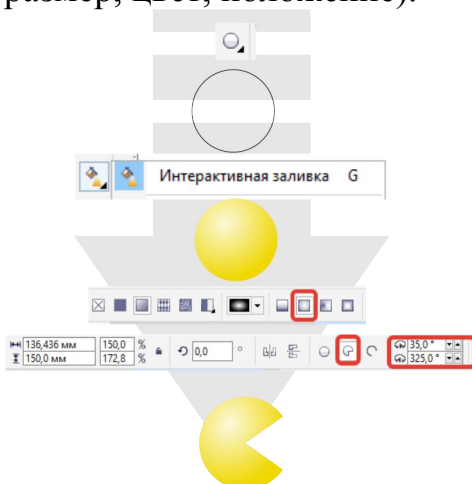 размер, цвет, положение).
Интерактивная заливка G
136,436 мм 150,0 % 0,0 ° 35,0 °
150,0 мм 172,8 % 325,0 °